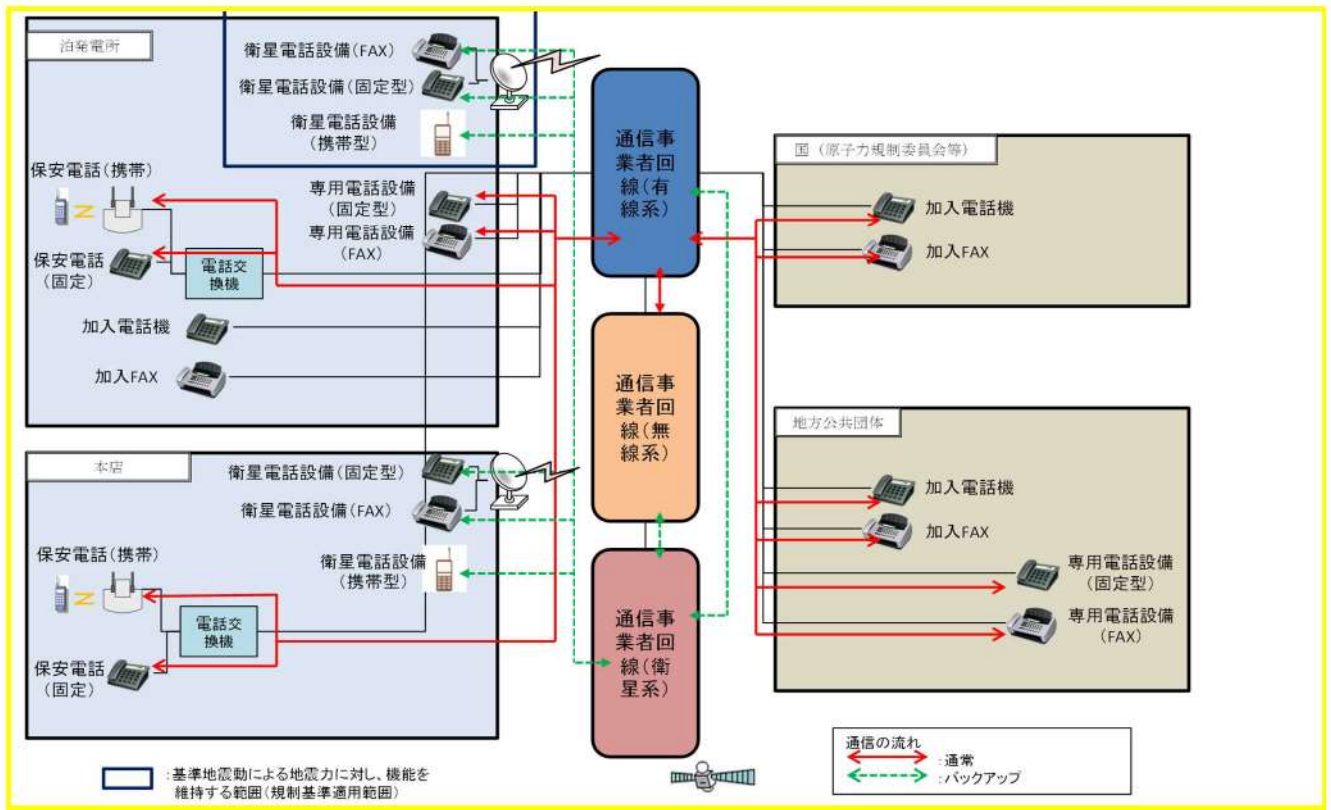 泊発電所
衛星電話設備(FAX)
衛星電話設備(固定型)
衛星電話設備
(携帯型)
保安電話(携帯)
専用電話設備
(固定型)
専用電話設備
(FAX)
保安電話
(固定)
電話交
換機
加入電話機
加入FAX
本店
衛星電話設備(固定型)
衛星電話設備(FAX)
衛星電話設備
(携帯型)
保安電話(携帯)
電話交
換機
保安電話
(固定)
通信事
業者回
線(有
線系)
通信事
業者回
線(無
線系)
通信事
業者回
線(衛
星系)
国(原子力規制委員会等)
加入電話機
加入FAX
地方公共団体
加入電話機
加入FAX
専用電話設備
(固定型)
専用電話設備
(FAX)
:基準地震動による地震力に対し、機能を
維持する範囲(規制基準適用範囲)
通信の流れ
:通常
:バックアップ